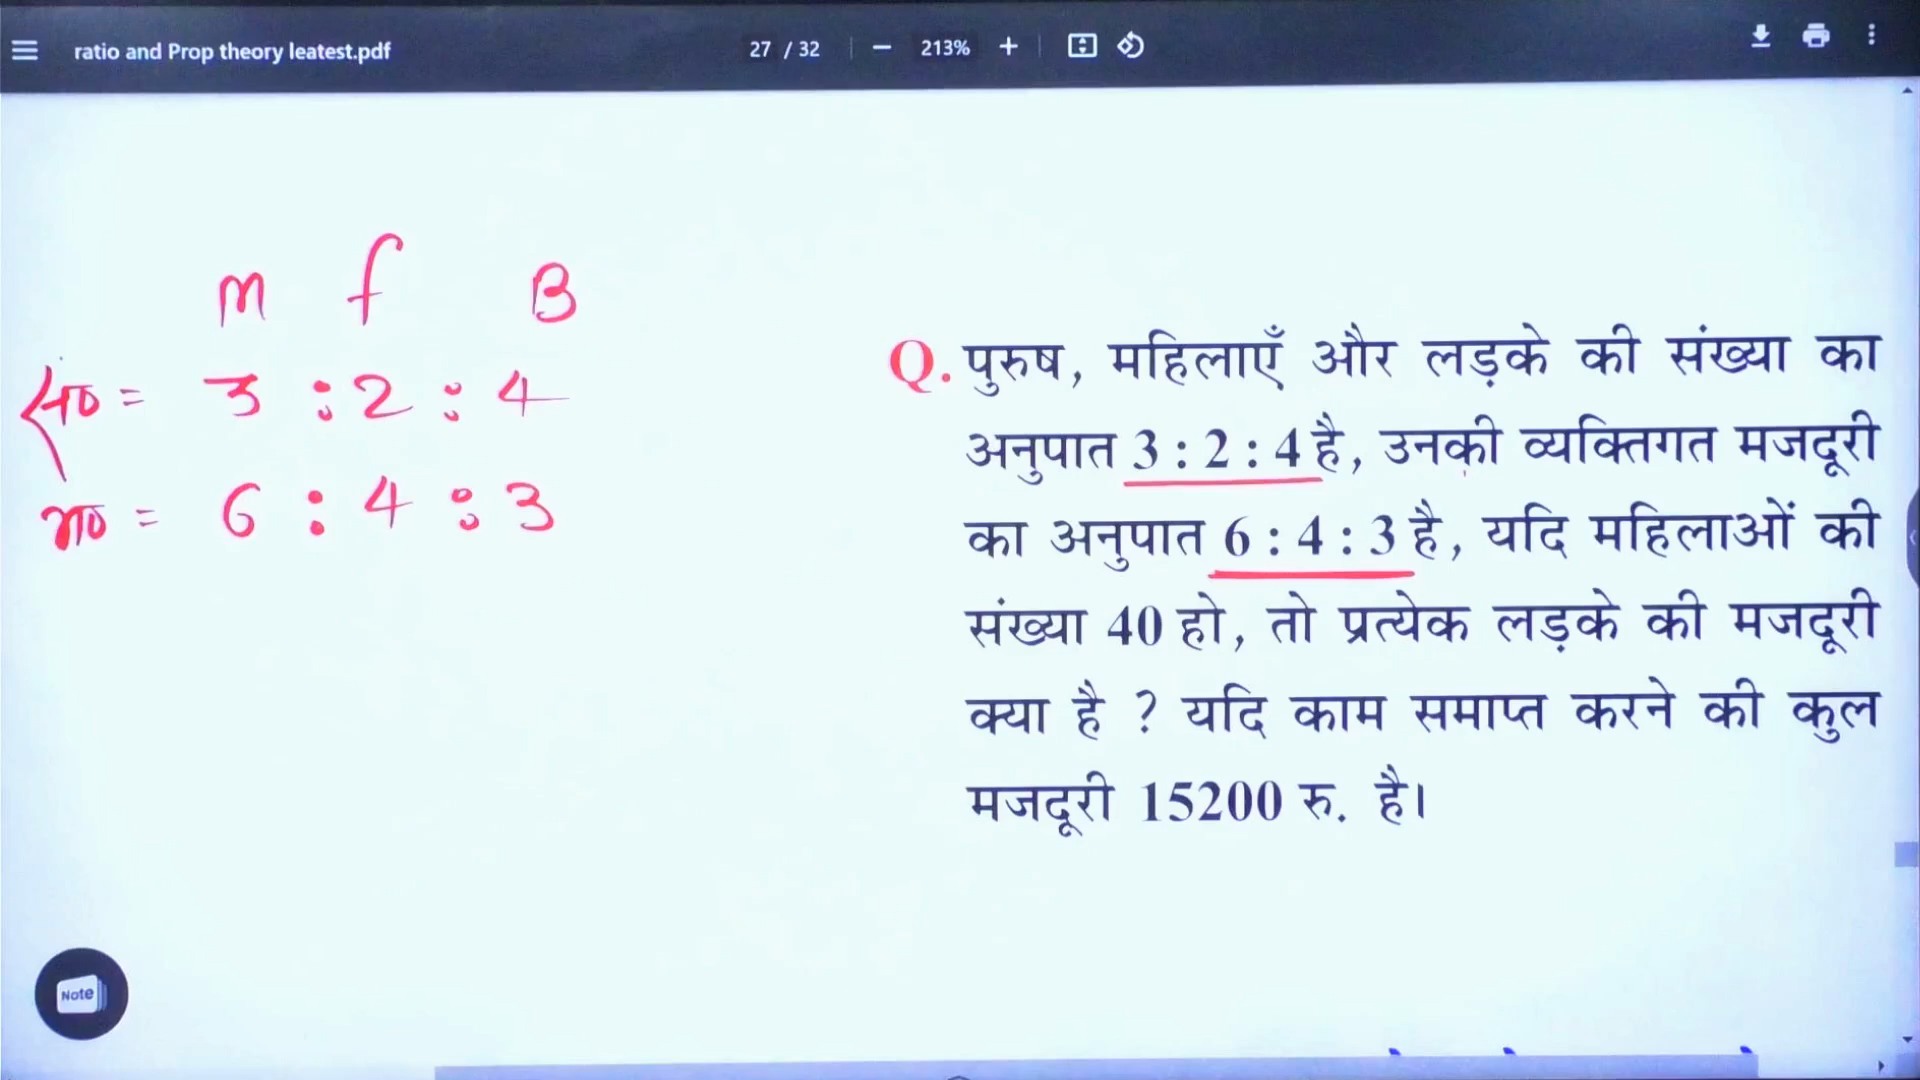 ratio and Prop theory leatest.pdf
27 / 32
213%
M f B
3 : 2 : 4
6 : 4 : 3
Q. पुरुष, महिलाएँ और लड़के की संख्या का
अनुपात 3 : 2 : 4 है, उनकी व्यक्तिगत मजदूरी
का अनुपात 6 : 4 : 3 है, यदि महिलाओं की
संख्या 40 हो, तो प्रत्येक लड़के की मजदूरी
क्या है ? यदि काम समाप्त करने की कुल
मजदूरी 15200 रु. है।
Note